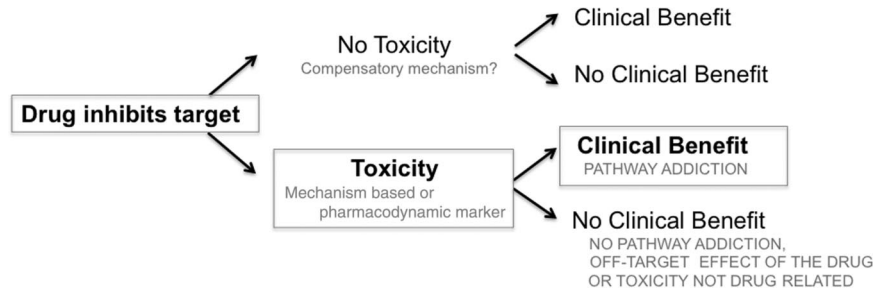 Drug inhibits target
No Toxicity
Compensatory mechanism?
Clinical Benefit
No Clinical Benefit
Toxicity
Mechanism based or
pharmacodynamic marker
Clinical Benefit
PATHWAY ADDICTION
No Clinical Benefit
NO PATHWAY ADDICTION,
OFF-TARGET EFFECT OF THE DRUG
OR TOXICITY NOT DRUG RELATED